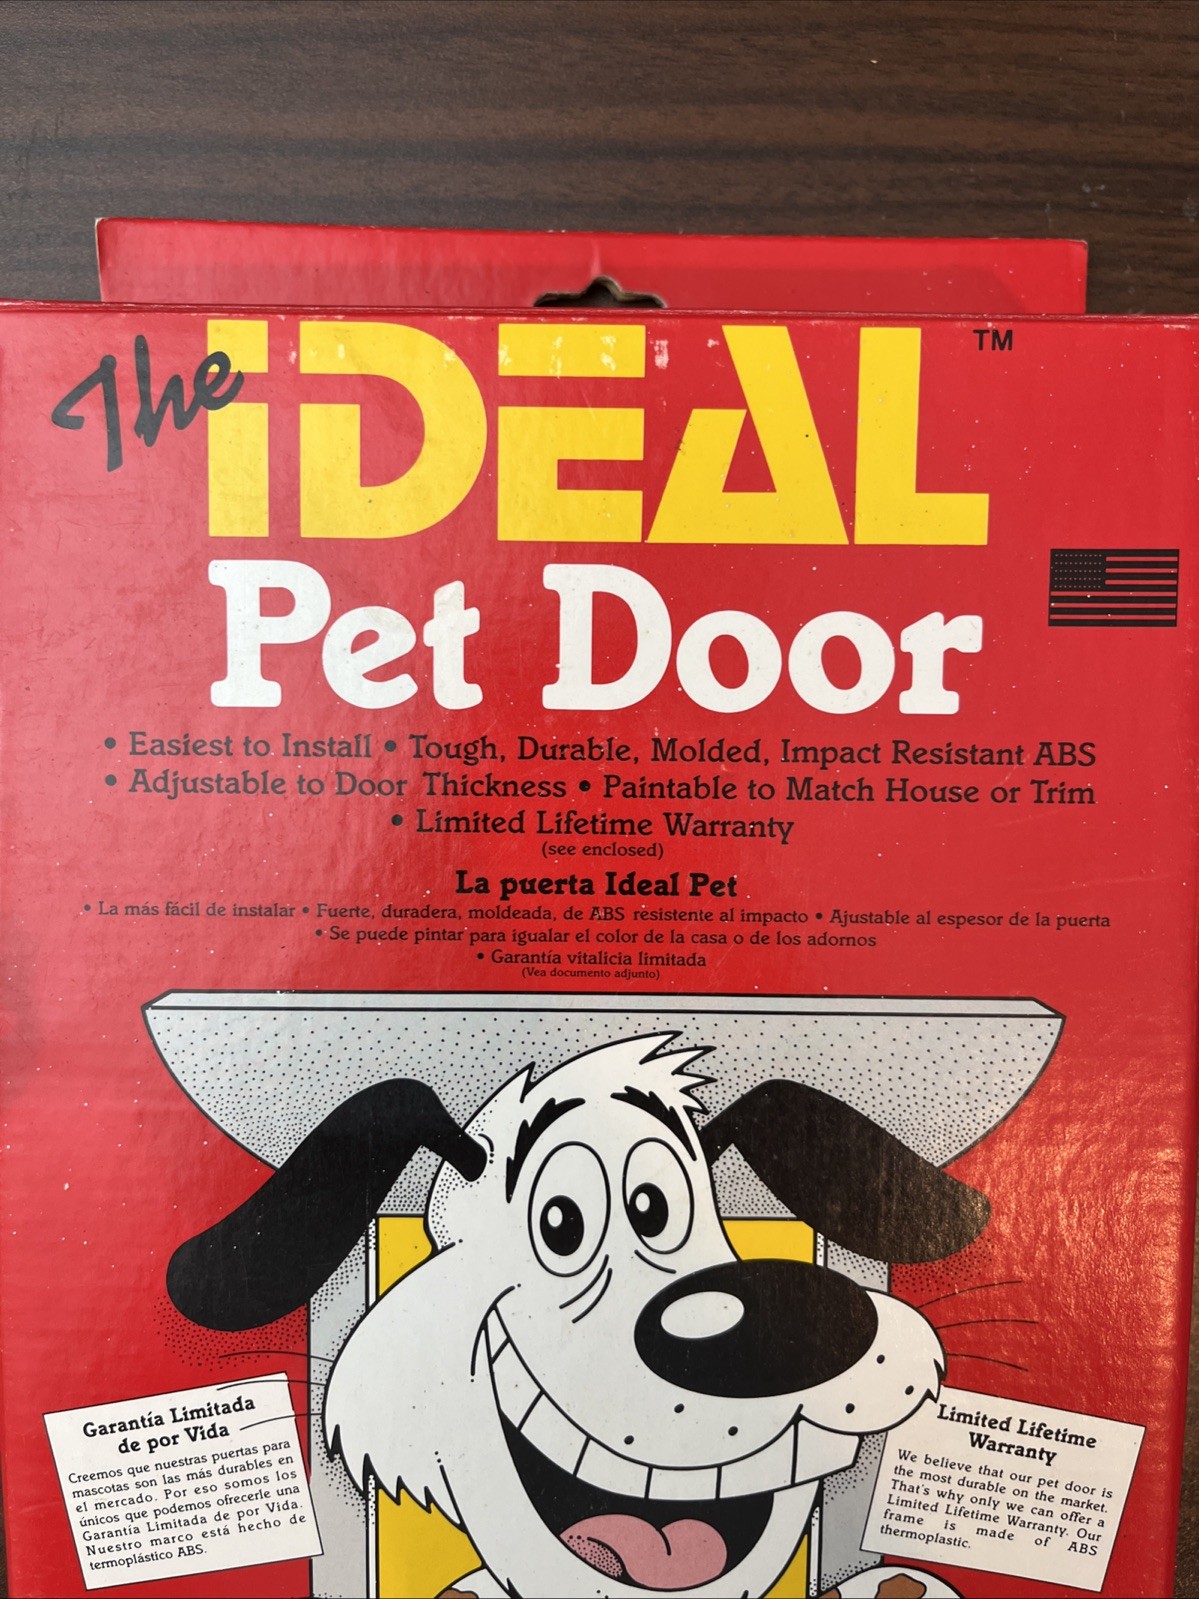 The IDEAL™
Pet Door
• Easiest to Install • Tough, Durable, Molded, Impact Resistant ABS
• Adjustable to Door Thickness • Paintable to Match House or Trim
• Limited Lifetime Warranty
(see enclosed)
La puerta Ideal Pet
• La más fácil de instalar • Fuerte, duradera, moldeada, de ABS resistente al impacto • Ajustable al espesor de la puerta
• Se puede pintar para igualar el color de la casa o de los adornos
• Garantía vitalicia limitada
(Vea documento adjunto)
Garantía Limitada
de por Vida
Creemos que nuestras puertas para
mascotas son las más durables en
el mercado. Por eso somos los
únicos que podemos ofrecerle una
Garantía Limitada de por Vida.
Nuestro marco está hecho de
termoplástico ABS.
Limited Lifetime
Warranty
We believe that our pet door is
the most durable on the market.
That's why only we can offer a
Limited Lifetime Warranty. Our
frame is made of ABS
thermoplastic.